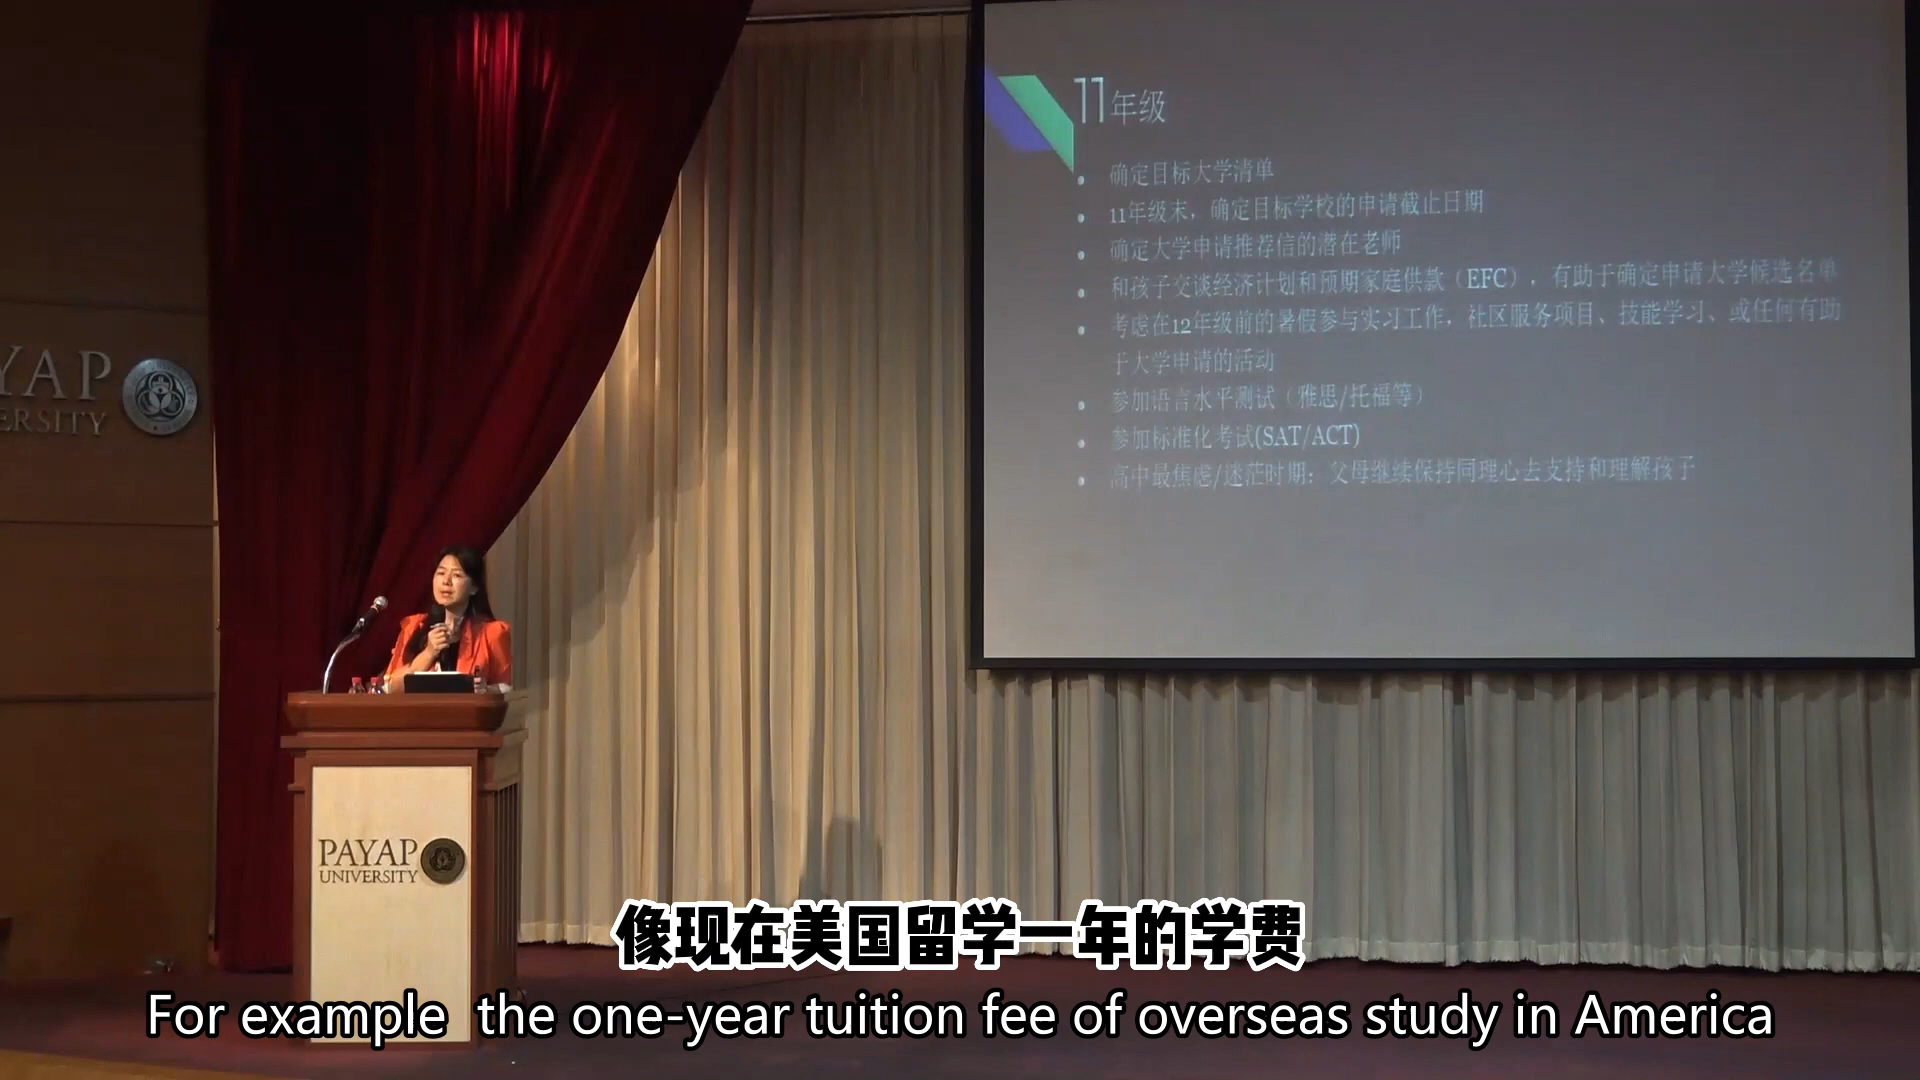 11年级
确定目标大学清单
11年级末，确定目标学校的申请截止日期
确定大学申请推荐信的潜在老师
和孩子交谈经济计划和预期家庭供款（EFC），有助于确定申请大学候选名单
考虑在12年级前的暑假参与实习工作，社区服务项目、技能学习、或任何有助
于大学申请的活动
参加语言水平测试（雅思/托福等）
参加标准化考试(SAT/ACT)
高中最焦虑/迷茫时期：父母继续保持同理心去支持和理解孩子
YAP
ERSITY
PAYAP
UNIVERSITY
像现在美国留学一年的学费
For example the one-year tuition fee of overseas study in America